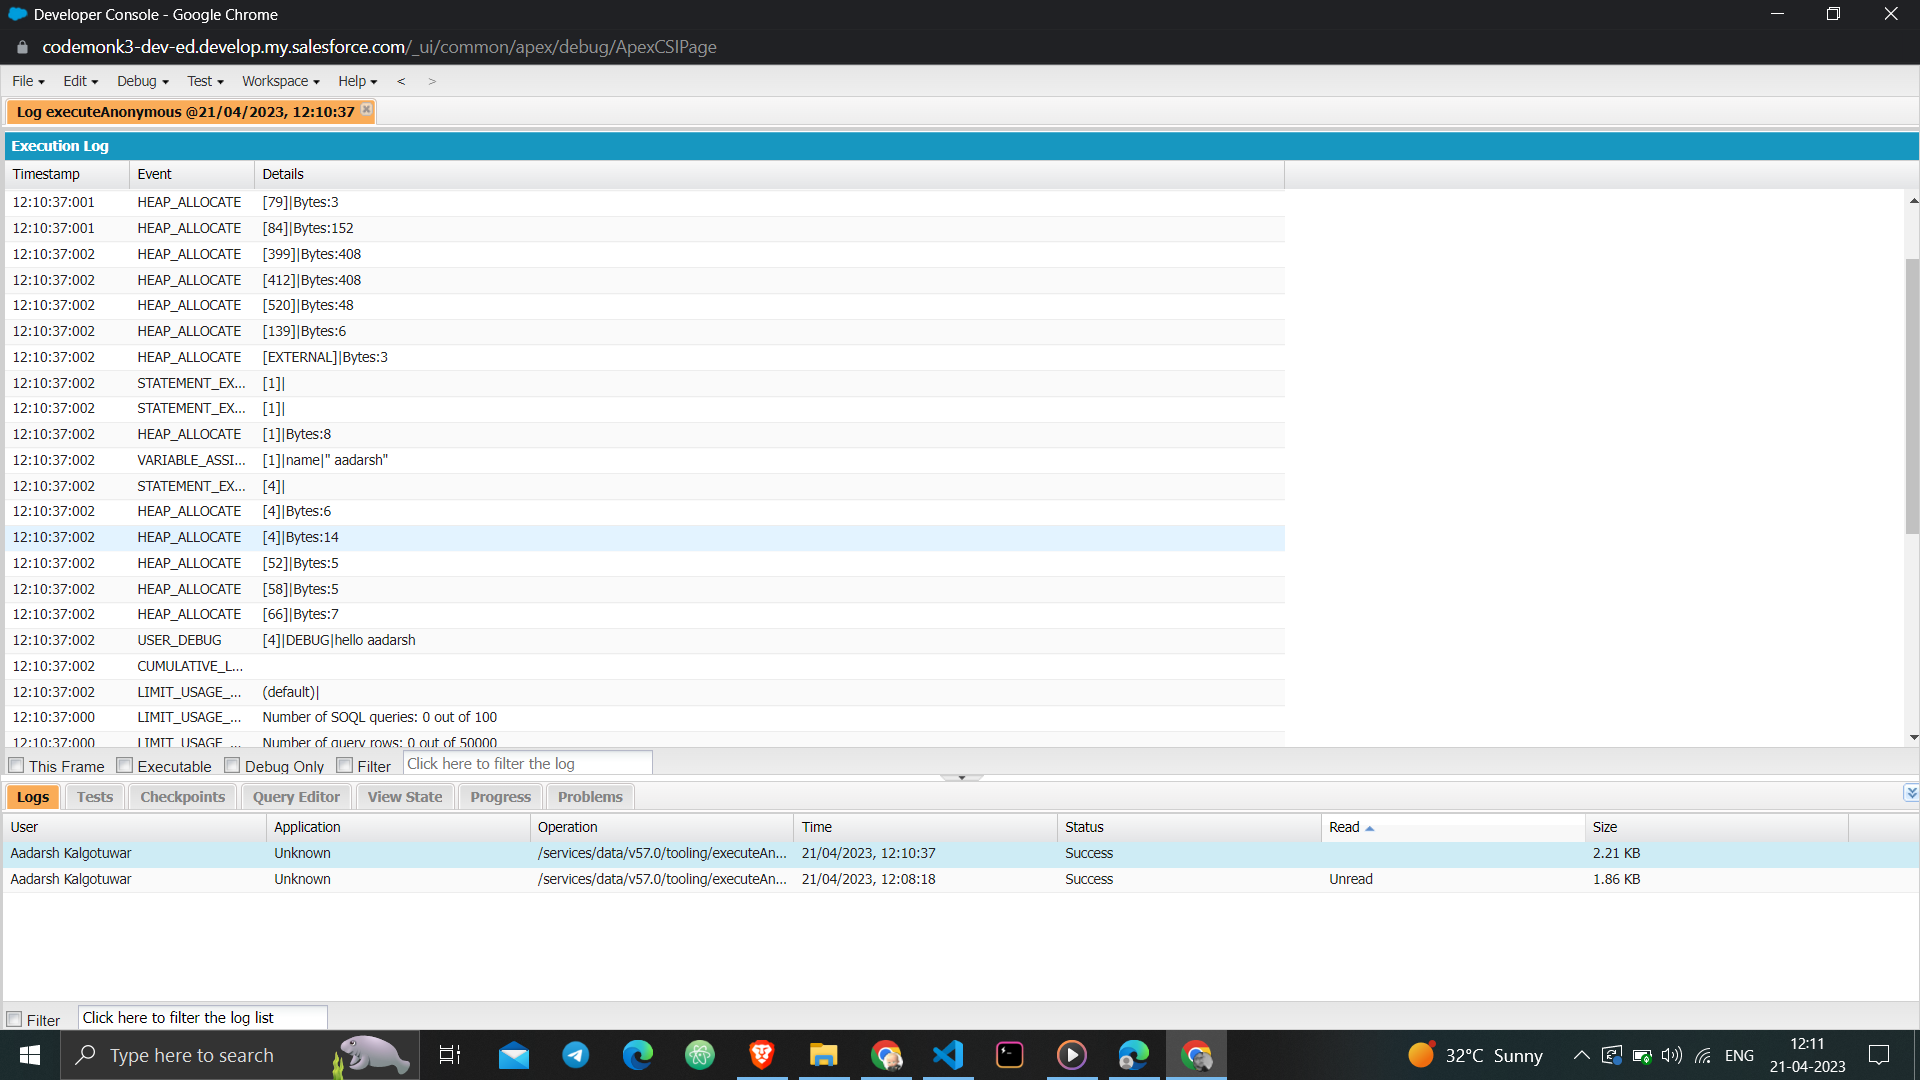 Developer Console - Google Chrome
codemonk3-dev-ed.develop.my.salesforce.com/_ui/common/apex/debug/ApexCSIPage
File Edit Debug Test Workspace Help < >
Log executeAnonymous @21/04/2023, 12:10:37
Execution Log
Timestamp Event Details
12:10:37:001 HEAP_ALLOCATE [79]|Bytes:3
12:10:37:001 HEAP_ALLOCATE [84]|Bytes:152
12:10:37:002 HEAP_ALLOCATE [399]|Bytes:408
12:10:37:002 HEAP_ALLOCATE [412]|Bytes:408
12:10:37:002 HEAP_ALLOCATE [520]|Bytes:48
12:10:37:002 HEAP_ALLOCATE [139]|Bytes:6
12:10:37:002 HEAP_ALLOCATE [EXTERNAL]|Bytes:3
12:10:37:002 STATEMENT_EX... [1]|
12:10:37:002 STATEMENT_EX... [1]|
12:10:37:002 HEAP_ALLOCATE [1]|Bytes:8
12:10:37:002 VARIABLE_ASSI... [1]|name|" aadarsh"
12:10:37:002 STATEMENT_EX... [4]|
12:10:37:002 HEAP_ALLOCATE [4]|Bytes:6
12:10:37:002 HEAP_ALLOCATE [4]|Bytes:14
12:10:37:002 HEAP_ALLOCATE [52]|Bytes:5
12:10:37:002 HEAP_ALLOCATE [58]|Bytes:5
12:10:37:002 HEAP_ALLOCATE [66]|Bytes:7
12:10:37:002 USER_DEBUG [4]|DEBUG|hello aadarsh
12:10:37:002 CUMULATIVE_L...
12:10:37:002 LIMIT_USAGE_... (default)|
12:10:37:000 LIMIT_USAGE_... Number of SOQL queries: 0 out of 100
12:10:37:000 LIMIT_USAGE_... Number of query rows: 0 out of 50000
This Frame Executable Debug Only Filter Click here to filter the log
Logs Tests Checkpoints Query Editor View State Progress Problems
User Application Operation Time Status Read Size
Aadarsh Kalgotuwar Unknown /services/data/v57.0/tooling/executeAn... 21/04/2023, 12:10:37 Success 2.21 KB
Aadarsh Kalgotuwar Unknown /services/data/v57.0/tooling/executeAn... 21/04/2023, 12:08:18 Success Unread 1.86 KB
Filter Click here to filter the log list
Type here to search 32°C Sunny ENG 12:11
21-04-2023